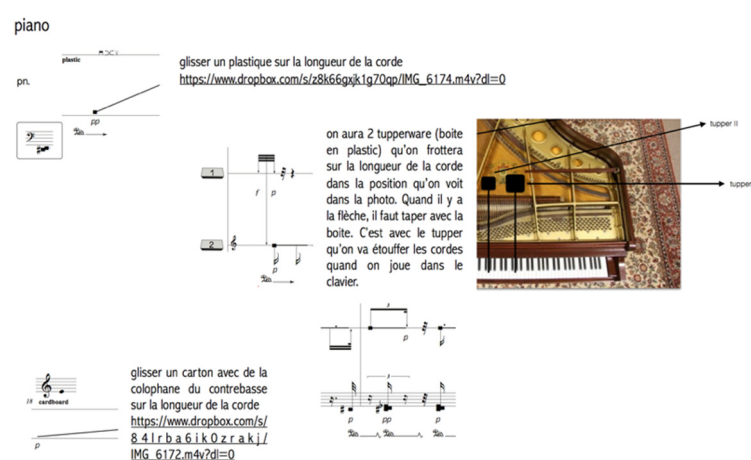 piano
plastic
glisser un plastique sur la longueur de la corde
https://www.dropbox.com/s/z8k66gxjk1g70qp/IMG_6174.m4v?dl=0
pn.
pp
on aura 2 tupperware (boite
en plastic) qu'on frottera
sur la longueur de la corde
dans la position qu'on voit
dans la photo. Quand il y a
la flèche, il faut taper avec la
boite. C'est avec le tupper
qu'on va étouffer les cordes
quand on joue dans le
clavier.
tupper II
tupper
1
f p
2
p
glisser un carton avec de la
colophane du contrebasse
sur la longueur de la corde
https://www.dropbox.com/s/
84lrba6ik0zrakj/
IMG_6172.m4v?dl=0
18 cardboard
p
3
p
3
p pp p